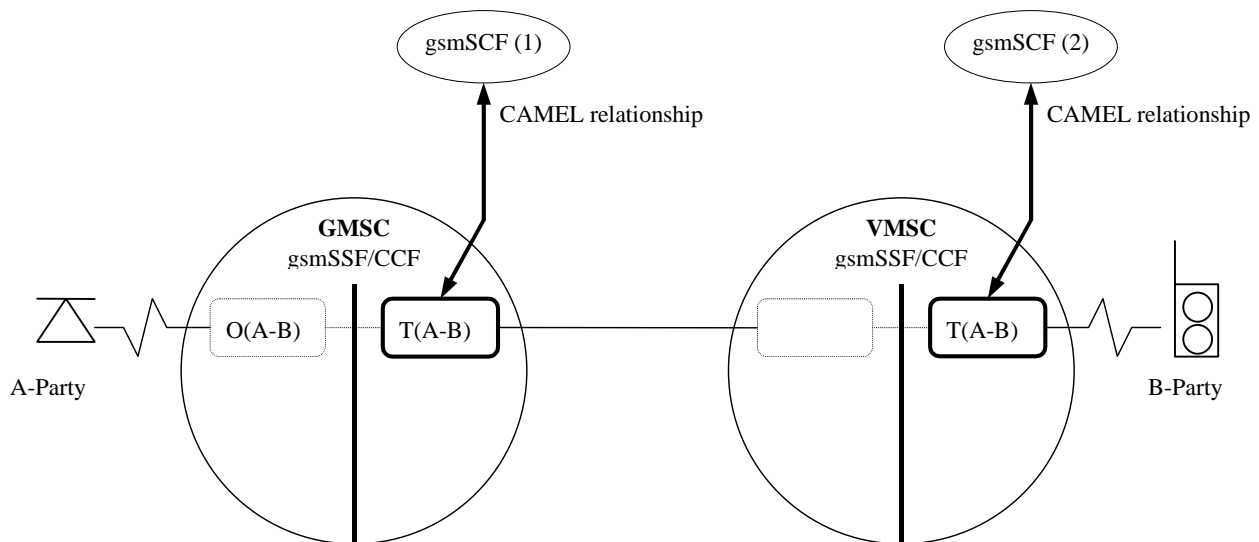 gsmSCF (1)
gsmSCF (2)
CAMEL relationship
CAMEL relationship
GMSC
gsmSSF/CCF
VMSC
gsmSSF/CCF
O(A-B)
T(A-B)
T(A-B)
A-Party
B-Party